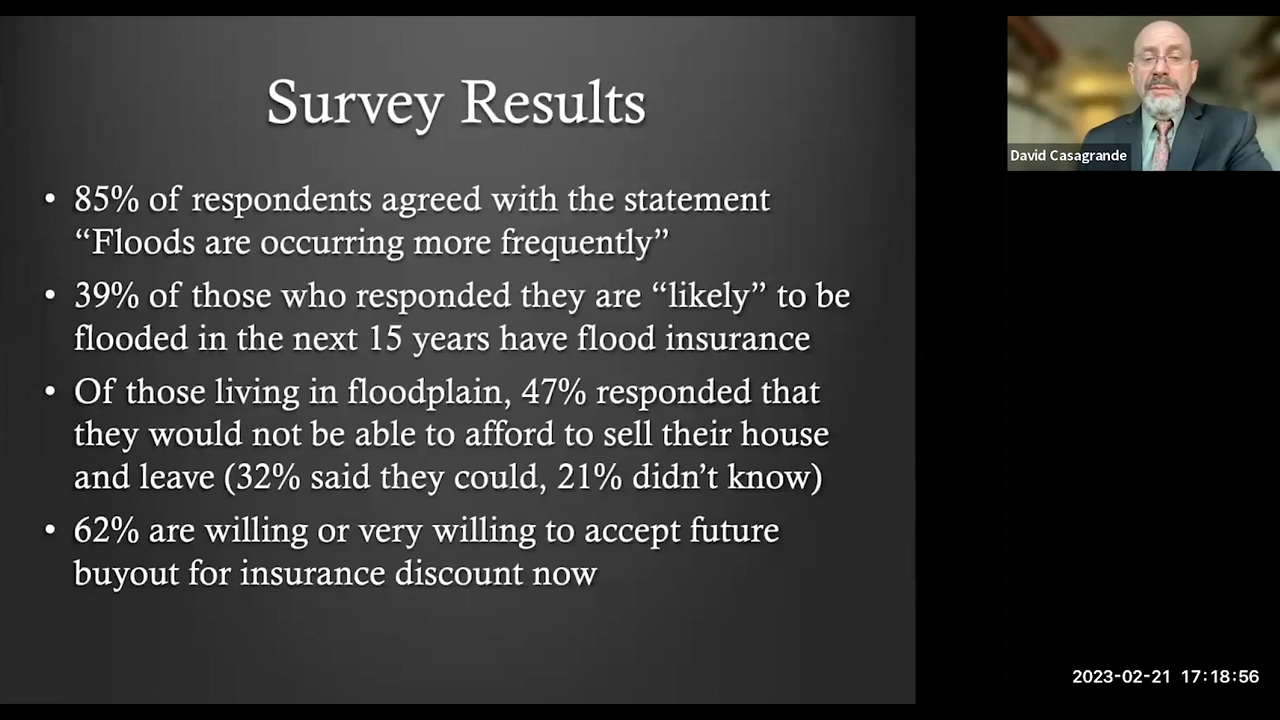 Survey Results
• 85% of respondents agreed with the statement
“Floods are occurring more frequently”
• 39% of those who responded they are “likely” to be
flooded in the next 15 years have flood insurance
• Of those living in floodplain, 47% responded that
they would not be able to afford to sell their house
and leave (32% said they could, 21% didn’t know)
• 62% are willing or very willing to accept future
buyout for insurance discount now
David Casagrande
2023-02-21 17:18:56